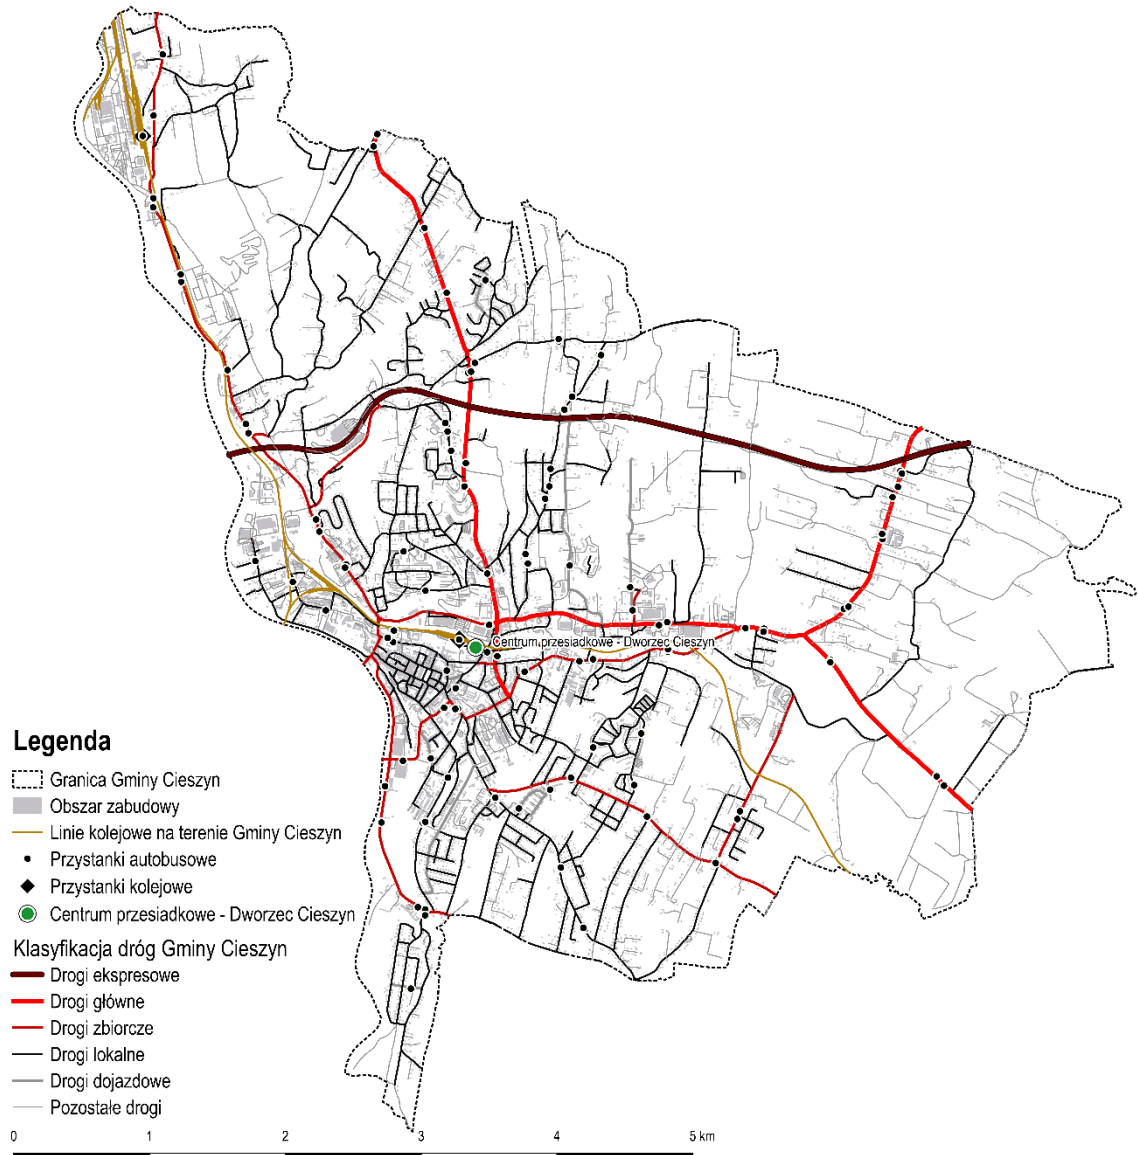 Centrum przesiadkowe - Dworzec Cieszyn
Legenda
Granica Gminy Cieszyn
Obszar zabudowy
Linie kolejowe na terenie Gminy Cieszyn
Przystanki autobusowe
Przystanki kolejowe
Centrum przesiadkowe - Dworzec Cieszyn
Klasyfikacja dróg Gminy Cieszyn
Drogi ekspresowe
Drogi główne
Drogi zbiorcze
Drogi lokalne
Drogi dojazdowe
Pozostałe drogi
0 1 2 3 4 5 km